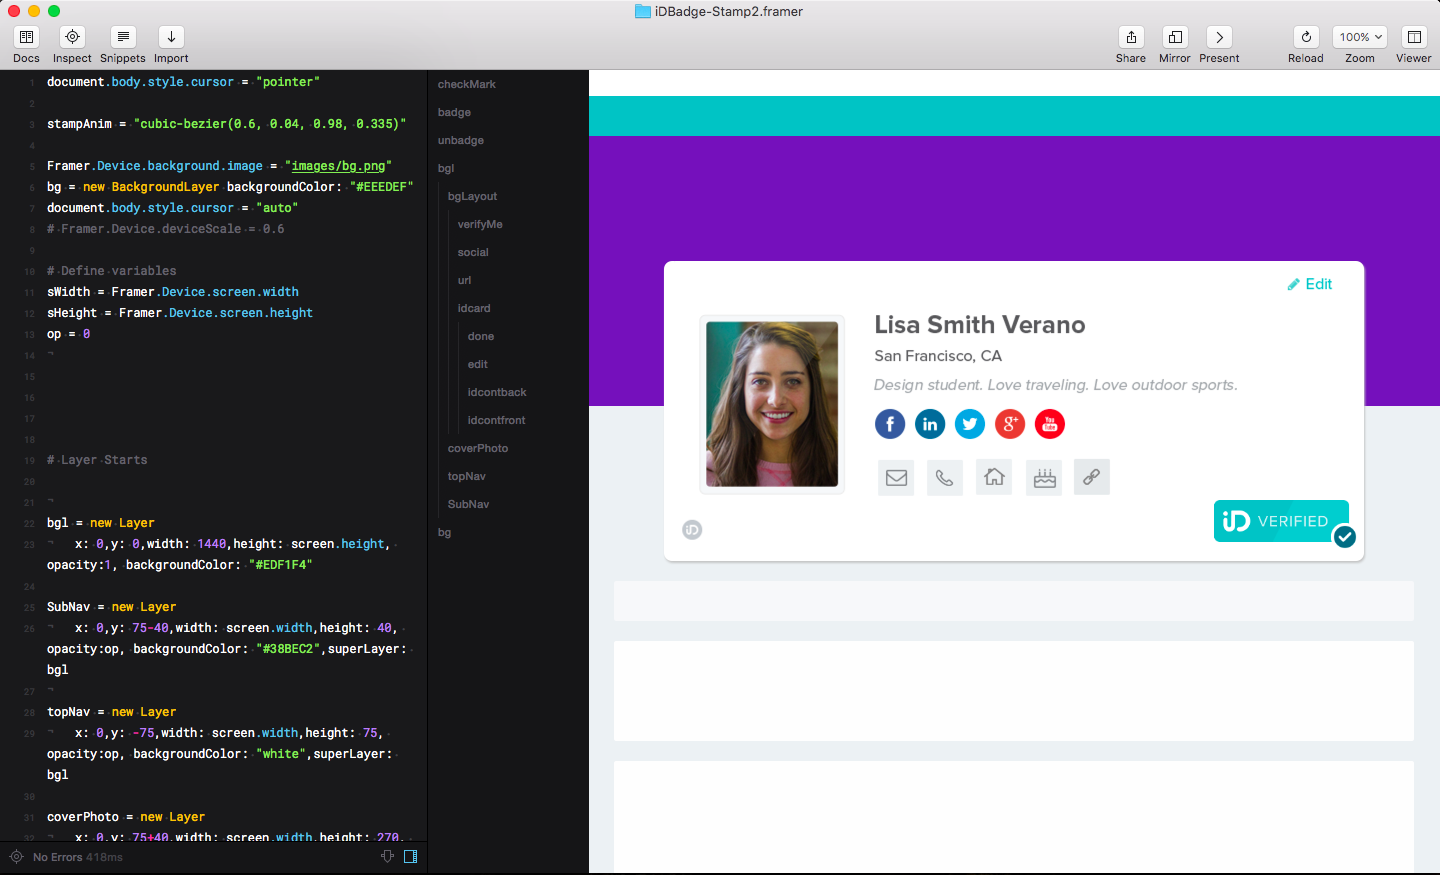 iDBadge-Stamp2.framer
Docs Inspect Snippets Import
Share Mirror Present
Reload 100% Zoom Viewer
1 document.body.style.cursor = "pointer"
2
3 stampAnim = "cubic-bezier(0.6, 0.04, 0.98, 0.335)"
4
5 Framer.Device.background.image = "images/bg.png"
6 bg = new BackgroundLayer backgroundColor: "#EEEDEF"
7 document.body.style.cursor = "auto"
8 # Framer.Device.deviceScale = 0.6
9
10 # Define variables
11 sWidth = Framer.Device.screen.width
12 sHeight = Framer.Device.screen.height
13 op = 0
14
15
16
17
18
19 # Layer Starts
20
21
22 bgl = new Layer
23 x: 0,y: 0,width: 1440,height: screen.height,
opacity:1, backgroundColor: "#EDF1F4"
24
25 SubNav = new Layer
26 x: 0,y: 75-40,width: screen.width,height: 40,
opacity:op, backgroundColor: "#38BEC2",superLayer:
bgl
27
28 topNav = new Layer
29 x: 0,y: -75,width: screen.width,height: 75,
opacity:op, backgroundColor: "white",superLayer:
bgl
30
31 coverPhoto = new Layer
32 x: 0,y: 75+40,width: screen.width,height: 270,
No Errors 418ms
checkMark
badge
unbadge
bgl
bgLayout
verifyMe
social
url
idcard
done
edit
idcontback
idcontfront
coverPhoto
topNav
SubNav
bg
Edit
Lisa Smith Verano
San Francisco, CA
Design student. Love traveling. Love outdoor sports.
f in g+ You Tube
iD
iD VERIFIED